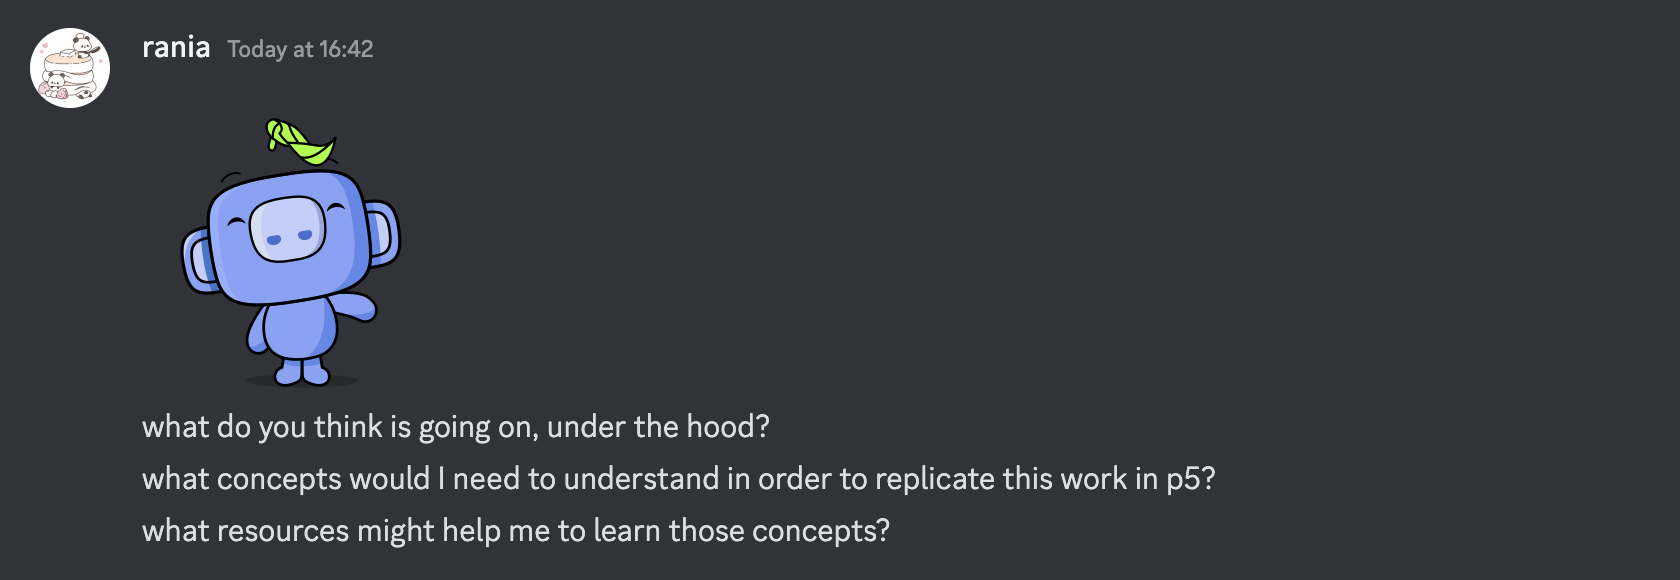 rania Today at 16:42
what do you think is going on, under the hood?
what concepts would I need to understand in order to replicate this work in p5?
what resources might help me to learn those concepts?